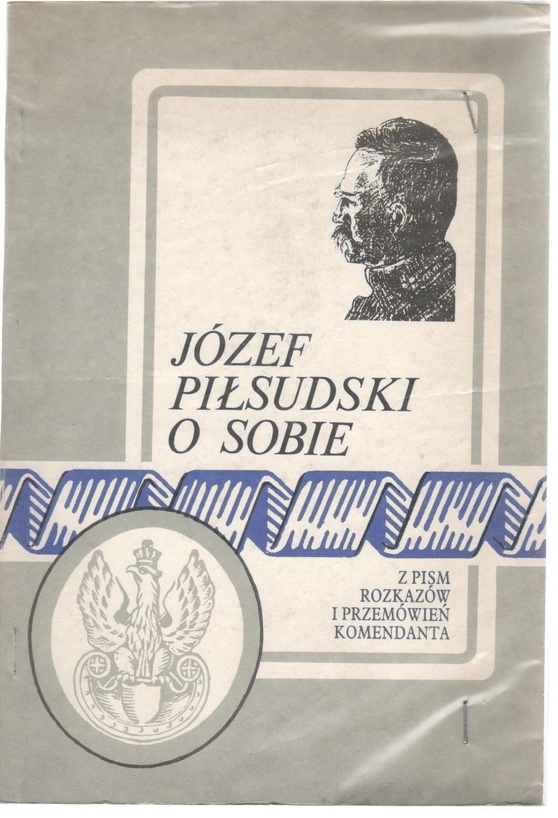 JÓZEF
PIŁSUDSKI
O SOBIE
Z PISM
ROZKAZÓW
I PRZEMÓWIEŃ
KOMENDANTA